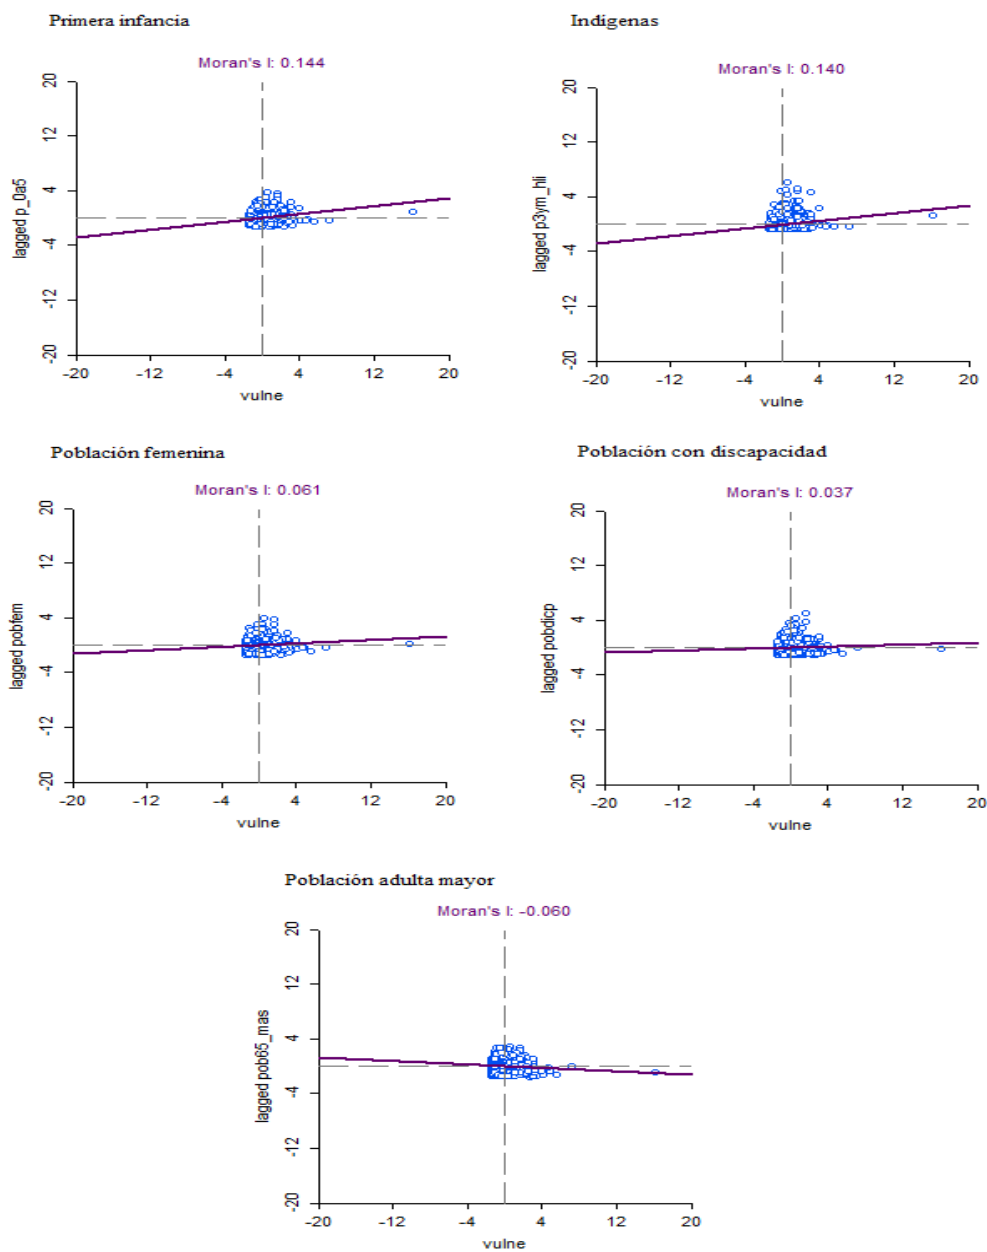 Primera infancia
Moran's I: 0.144
20
12
4
-4
-12
-20
lagged p_0a5
-20 -12 -4 4 12 20
vulne
Indígenas
Moran's I: 0.140
20
12
4
-4
-12
-20
lagged p3ym_hli
-20 -12 -4 4 12 20
vulne
Población femenina
Moran's I: 0.061
20
12
4
-4
-12
-20
lagged pobfem
-20 -12 -4 4 12 20
vulne
Población con discapacidad
Moran's I: 0.037
20
12
4
-4
-12
-20
lagged pobdicp
-20 -12 -4 4 12 20
vulne
Población adulta mayor
Moran's I: -0.060
20
12
4
-4
-12
-20
lagged pob65_mas
-20 -12 -4 4 12 20
vulne